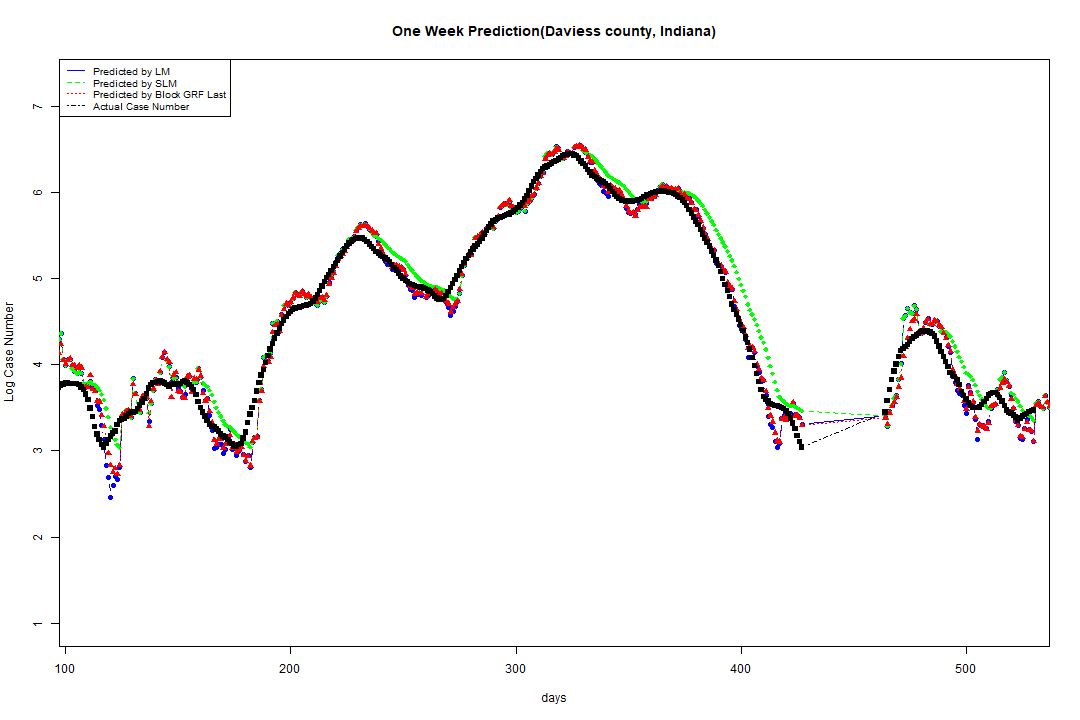 One Week Prediction(Daviess county, Indiana)
Predicted by LM
Predicted by SLM
Predicted by Block GRF Last
Actual Case Number
7
6
5
4
3
2
1
Log Case Number
100 200 300 400 500
days